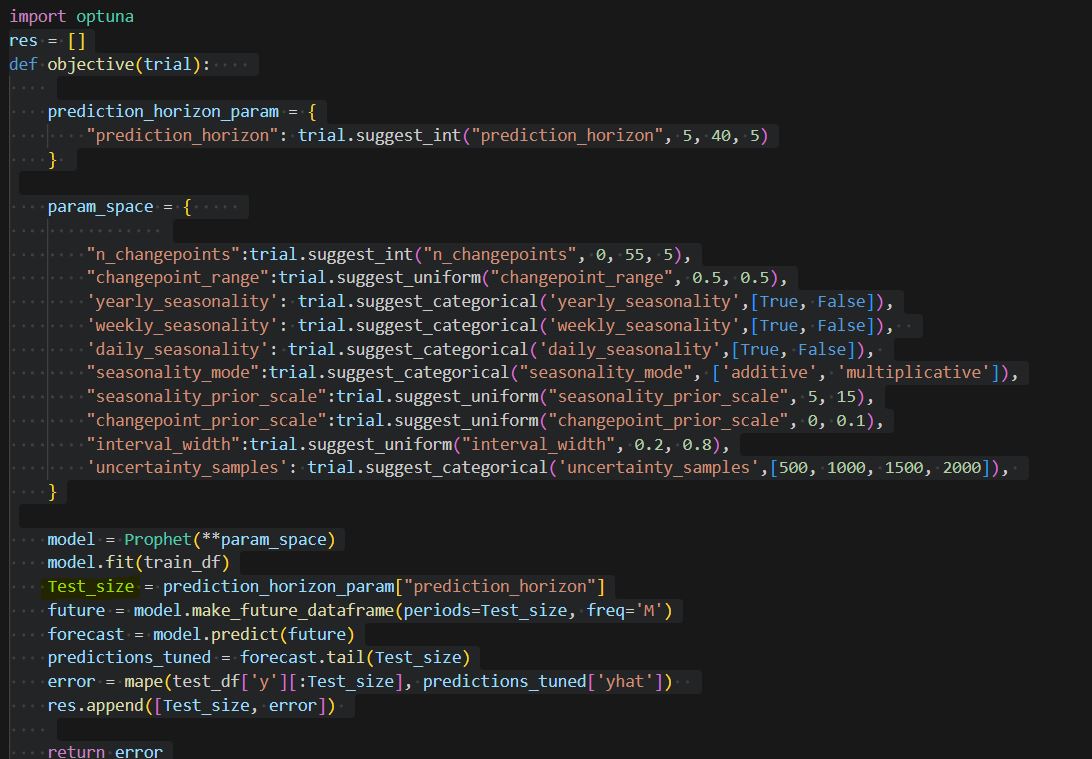 import optuna
res = []
def objective(trial):
prediction_horizon_param = {
"prediction_horizon": trial.suggest_int("prediction_horizon", 5, 40, 5)
}
param_space = {
"n_changepoints":trial.suggest_int("n_changepoints", 0, 55, 5),
"changepoint_range":trial.suggest_uniform("changepoint_range", 0.5, 0.5),
'yearly_seasonality': trial.suggest_categorical('yearly_seasonality',[True, False]),
'weekly_seasonality': trial.suggest_categorical('weekly_seasonality',[True, False]),
'daily_seasonality': trial.suggest_categorical('daily_seasonality',[True, False]),
"seasonality_mode":trial.suggest_categorical("seasonality_mode", ['additive', 'multiplicative']),
"seasonality_prior_scale":trial.suggest_uniform("seasonality_prior_scale", 5, 15),
"changepoint_prior_scale":trial.suggest_uniform("changepoint_prior_scale", 0, 0.1),
"interval_width":trial.suggest_uniform("interval_width", 0.2, 0.8),
'uncertainty_samples': trial.suggest_categorical('uncertainty_samples',[500, 1000, 1500, 2000]),
}
model = Prophet(**param_space)
model.fit(train_df)
Test_size = prediction_horizon_param["prediction_horizon"]
future = model.make_future_dataframe(periods=Test_size, freq='M')
forecast = model.predict(future)
predictions_tuned = forecast.tail(Test_size)
error = mape(test_df['y'][:Test_size], predictions_tuned['yhat'])
res.append([Test_size, error])
return error